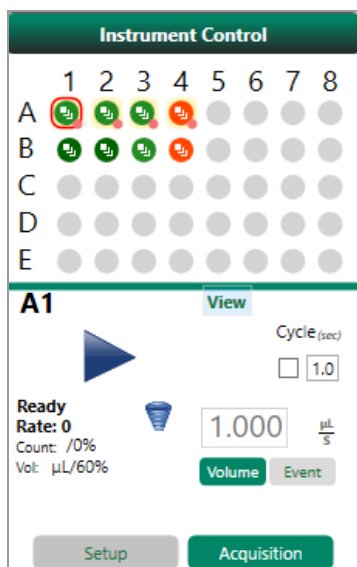 Instrument Control
1 2 3 4 5 6 7 8
A
B
C
D
E
A1 View
Cycle (sec)
1.0
Ready
Rate: 0
Count: /0%
Vol: µL/60%
1.000 µL
S
Volume Event
Setup Acquisition